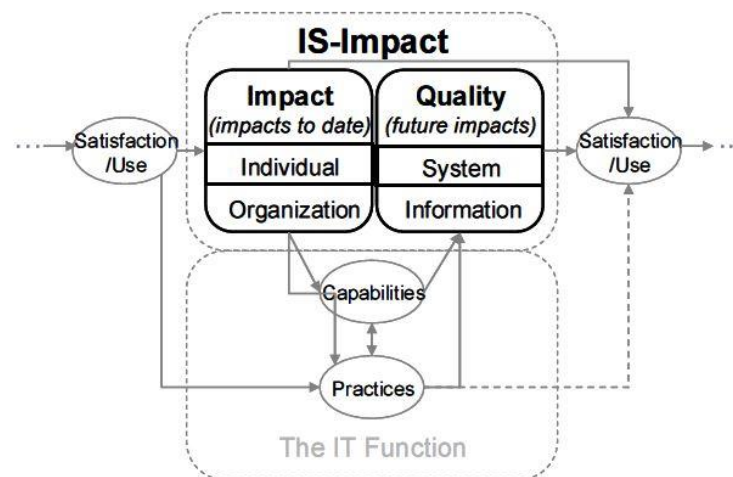 IS-Impact
Impact
(impacts to date)
Individual
Organization
Quality
(future impacts)
System
Information
Satisfaction
/Use
Satisfaction
/Use
Capabilities
Practices
The IT Function